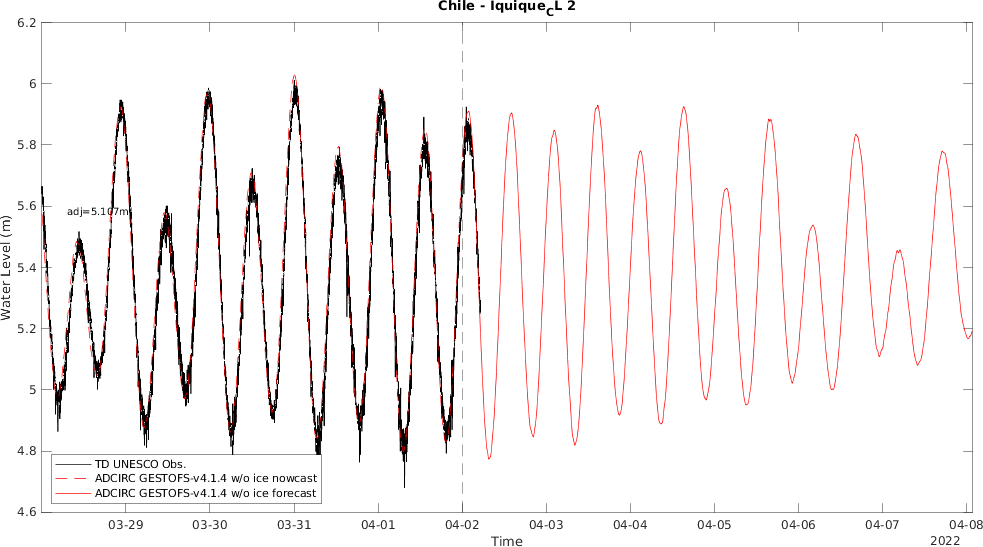 Chile - Iquique_CL 2
6.2
6
5.8
5.6
5.4
5.2
5
4.8
4.6
Water Level (m)
adj=5.107m
TD UNESCO Obs.
ADCIRC GESTOFS-v4.1.4 w/o ice nowcast
ADCIRC GESTOFS-v4.1.4 w/o ice forecast
03-29 03-30 03-31 04-01 04-02 04-03 04-04 04-05 04-06 04-07 04-08
Time
2022